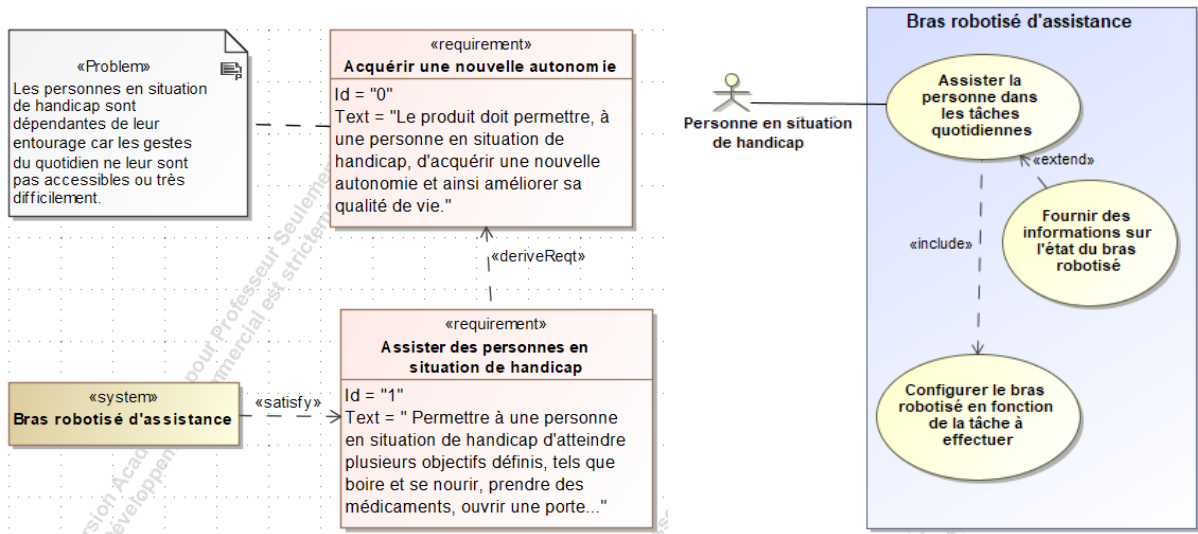 «Problem»
Les personnes en situation
de handicap sont
dépendantes de leur
entourage car les gestes
du quotidien ne leur sont
pas accessibles ou très
difficilement.
«requirement»
Acquérir une nouvelle autonomie
Id = "0"
Text = "Le produit doit permettre, à
une personne en situation de
handicap, d'acquérir une nouvelle
autonomie et ainsi améliorer sa
qualité de vie."
«deriveReqt»
«requirement»
Assister des personnes en
situation de handicap
Id = "1"
Text = " Permettre à une personne
en situation de handicap d'atteindre
plusieurs objectifs définis, tels que
boire et se nourir, prendre des
médicaments, ouvrir une porte..."
«system»
Bras robotisé d'assistance
«satisfy»
Bras robotisé d'assistance
Personne en situation
de handicap
Assister la
personne dans
les tâches
quotidiennes
«extend»
Fournir des
informations sur
l'état du bras
robotisé
«include»
Configurer le bras
robotisé en fonction
de la tâche à
effectuer